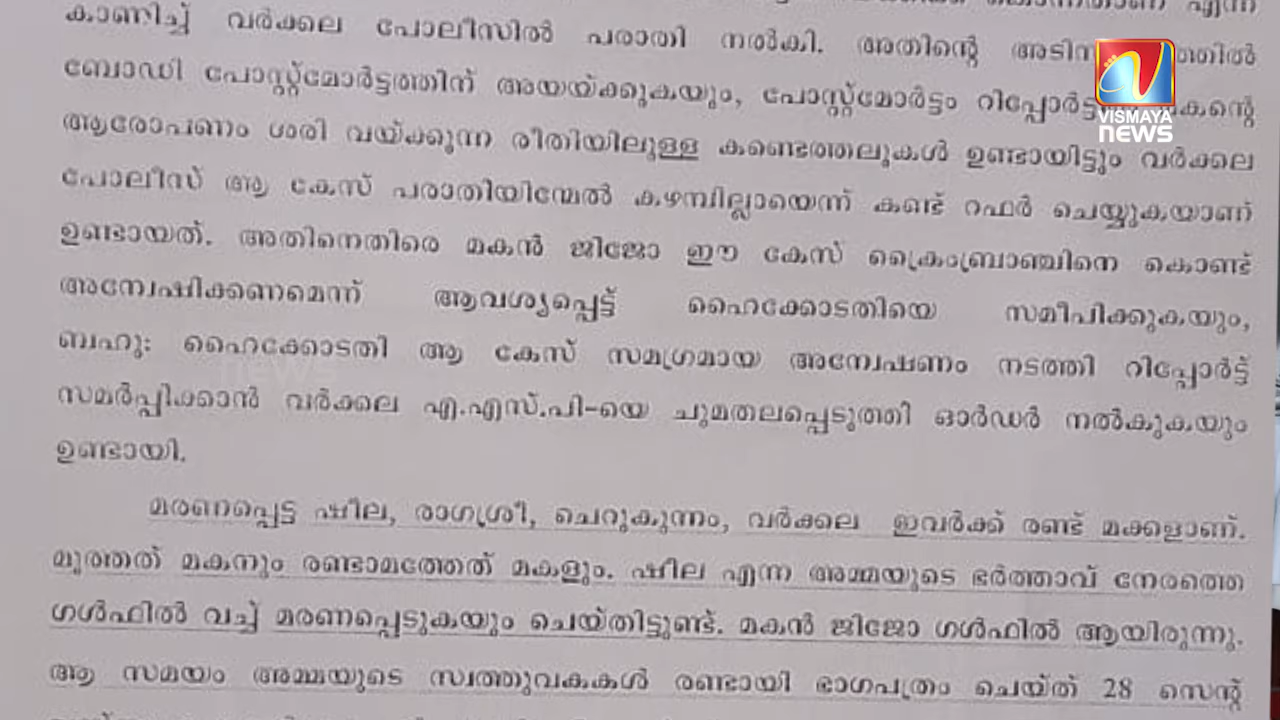 കാണിച്ച് വർക്കല പോലീസിൽ പരാതി നൽകി. അതിന്റെ
ബോഡി പോസ്റ്റ്മോർട്ടത്തിന് അയയ്ക്കുകയും, പോസ്റ്റ്മോർട്ടം
ആരോപണം ശരി വയ്ക്കുന്ന രീതിയിലുള്ള കണ്ടെത്തലുകൾ ഉണ്ടായിട്ടും വർക്കല
പോലീസ് ആ കേസ് പരാതിയിന്മേൽ കഴമ്പില്ലായെന്ന് കണ്ട് റഫർ ചെയ്യുകയാണ്
ഉണ്ടായത്. അതിനെതിരെ മകൻ ജിജോ ഈ കേസ് ക്രൈംബ്രാഞ്ചിനെ കൊണ്ട്
അന്വേഷിക്കണമെന്ന് ആവശ്യപ്പെട്ട് ഹൈക്കോടതിയെ സമീപിക്കുകയും,
ബഹു: ഹൈക്കോടതി ആ കേസ് സമഗ്രമായ അന്വേഷണം നടത്തി റിപ്പോർട്ട്
സമർപ്പിക്കാൻ വർക്കല എ.എസ്.പി-യെ ചുമതലപ്പെടുത്തി ഓർഡർ നൽകുകയും
ഉണ്ടായി.
മരണപ്പെട്ട ഷീല, രാഗശ്രീ, ചെറുകുന്നം, വർക്കല ഇവർക്ക് രണ്ട് മക്കളാണ്.
മൂത്തത് മകനും രണ്ടാമത്തേത് മകളും. ഷീല എന്ന അമ്മയുടെ ഭർത്താവ് നേരത്തെ
ഗൾഫിൽ വച്ച് മരണപ്പെടുകയും ചെയ്തിട്ടുണ്ട്. മകൻ ജിജോ ഗൾഫിൽ ആയിരുന്നു.
ആ സമയം അമ്മയുടെ സ്വത്തുവകകൾ രണ്ടായി ഭാഗപത്രം ചെയ്ത് 28 സെന്റ്
VISMAYA
news